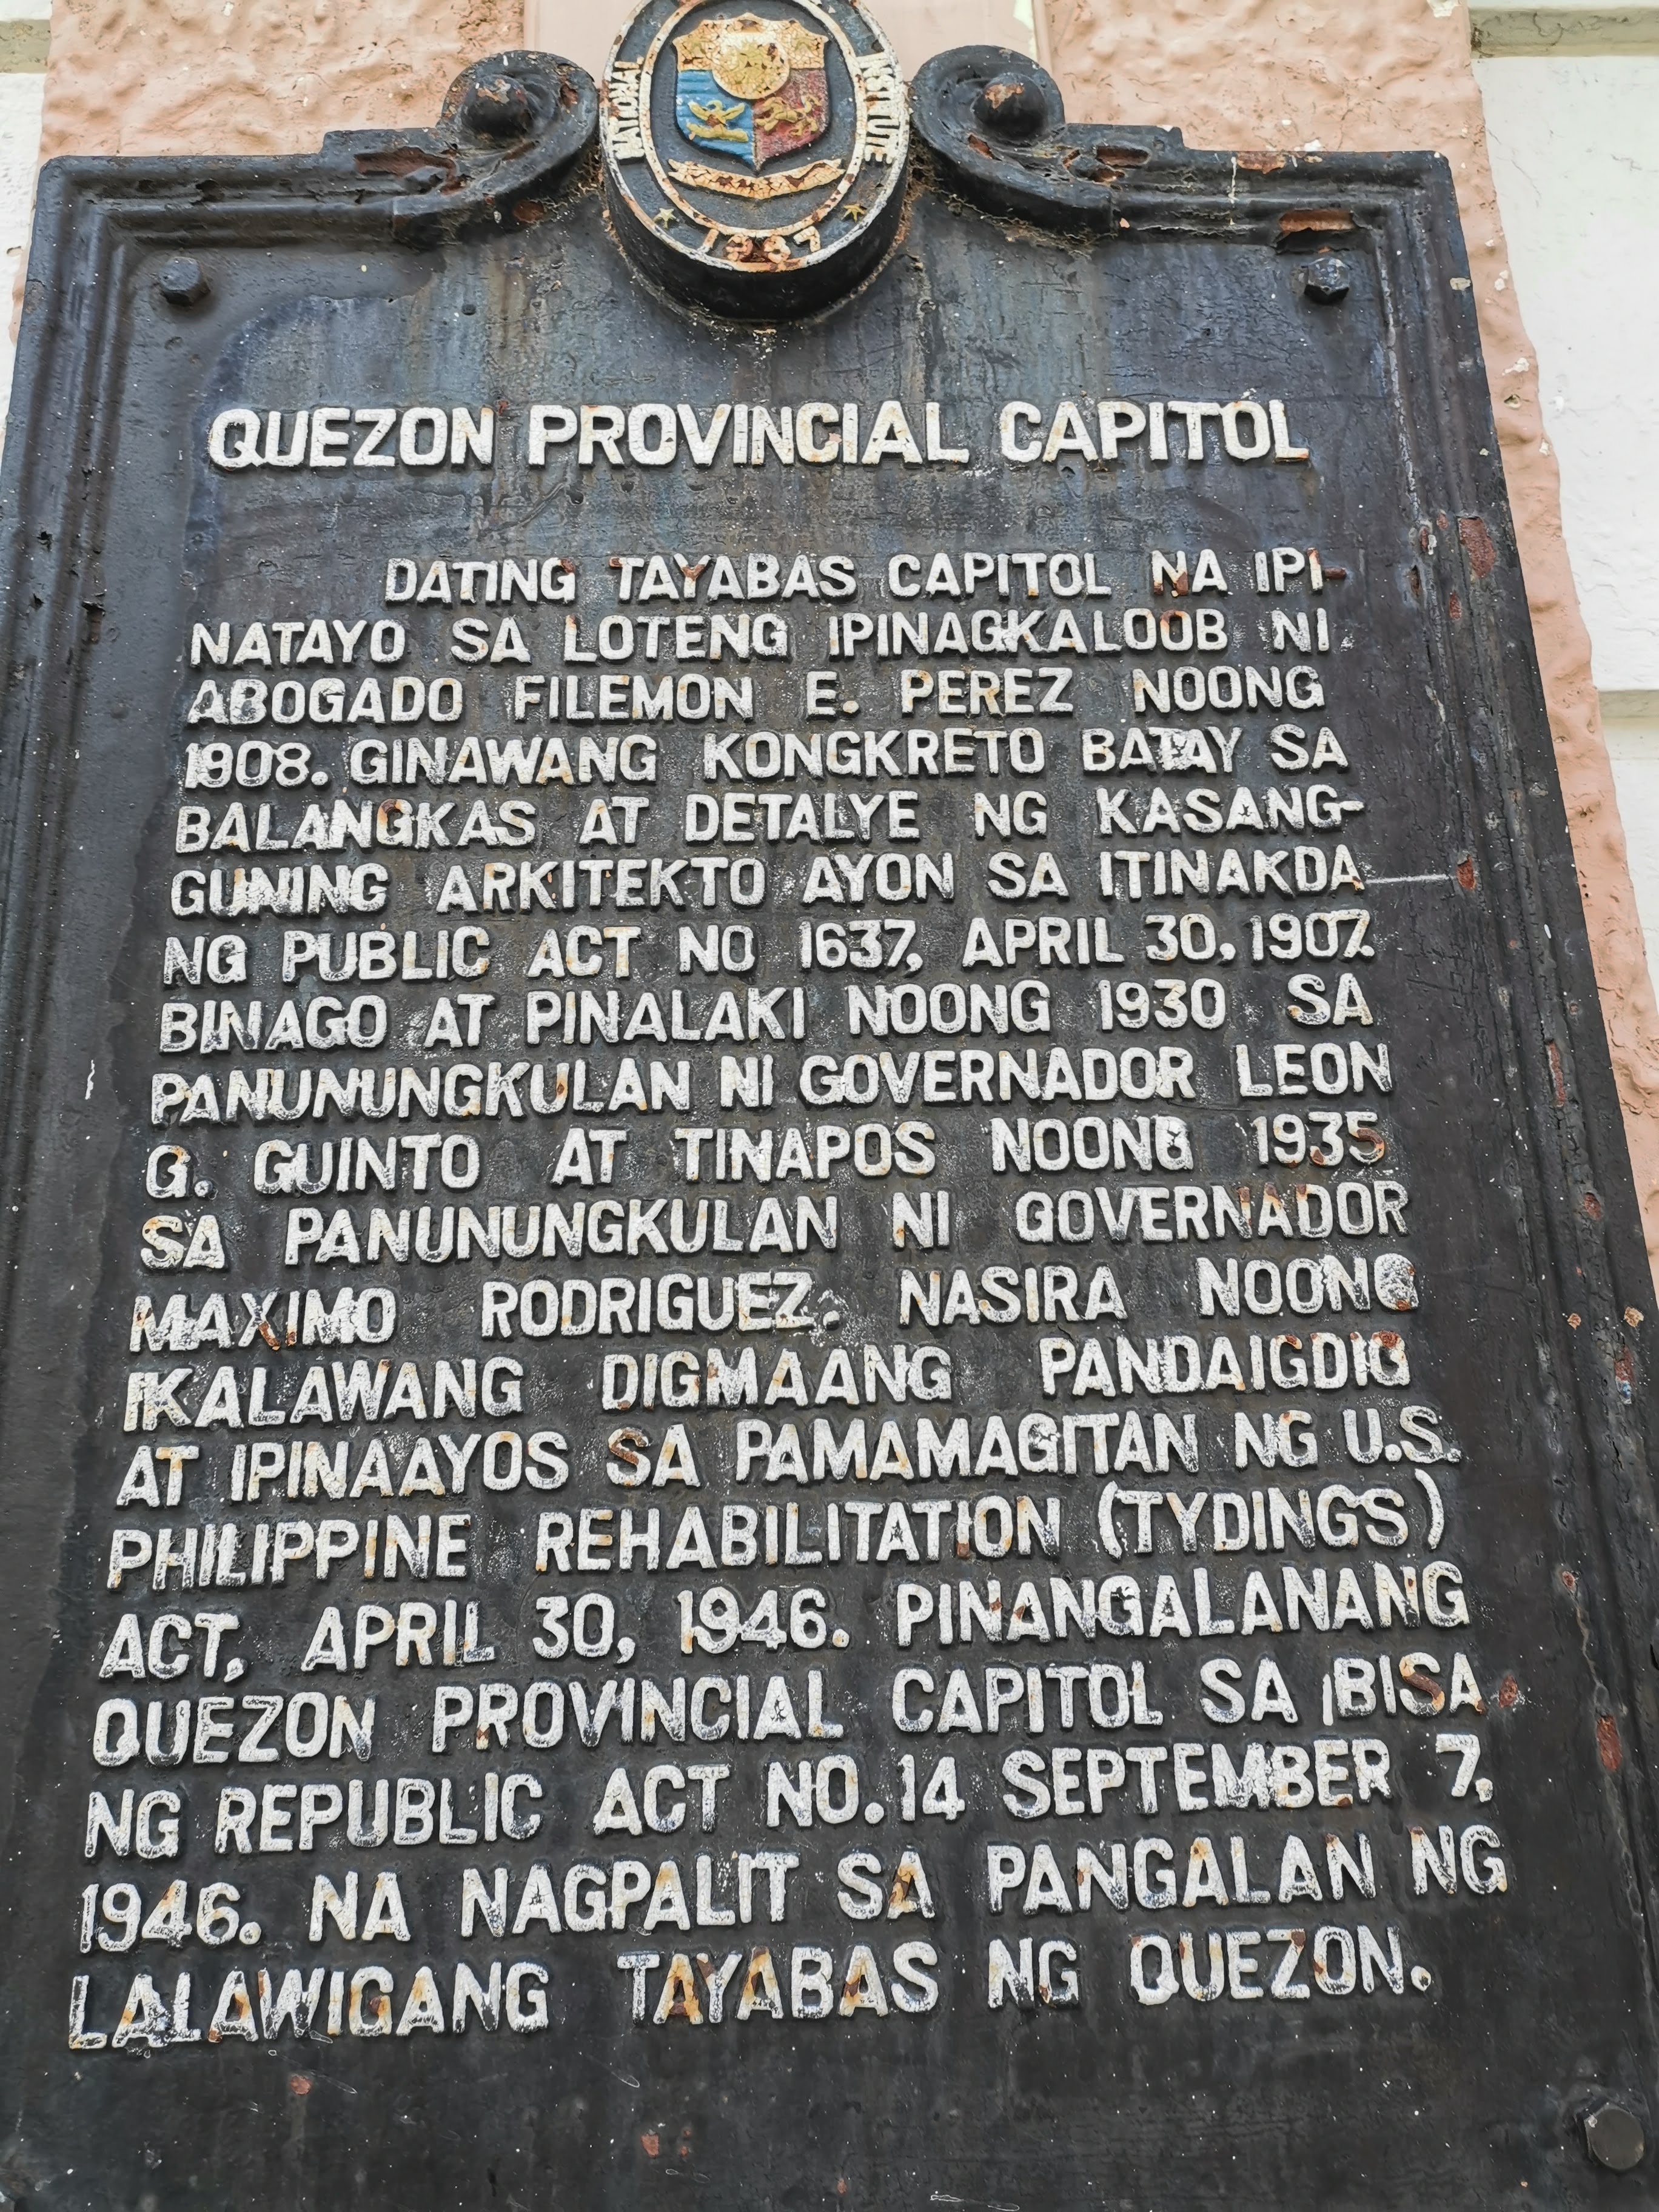 NATIONAL INSTITUTE
QUEZON PROVINCIAL CAPITOL
DATING TAYABAS CAPITOL NA IPI-
NATAYO SA LOTENG IPINAGKALOOB NI
ABOGADO FILEMON E. PEREZ NOONG
1908. GINAWANG KONGKRETO BATAY SA
BALANGKAS AT DETALYE NG KASANG-
GUNING ARKITEKTO AYON SA ITINAKDA
NG PUBLIC ACT NO 1637, APRIL 30, 1907.
BINAGO AT PINALAKI NOONG 1930 SA
PANUNUNGKULAN NI GOVERNADOR LEON
G. GUINTO AT TINAPOS NOONG 1935
SA PANUNUNGKULAN NI GOVERNADOR
MAXIMO RODRIGUEZ. NASIRA NOONG
IKALAWANG DIGMAANG PANDAIGDIG
AT IPINAAYOS SA PAMAMAGITAN NG U.S.
PHILIPPINE REHABILITATION (TYDINGS)
ACT, APRIL 30, 1946. PINANGALANANG
QUEZON PROVINCIAL CAPITOL SA BISA
NG REPUBLIC ACT NO. 14 SEPTEMBER 7,
1946. NA NAGPALIT SA PANGALAN NG
LALAWIGANG TAYABAS NG QUEZON.